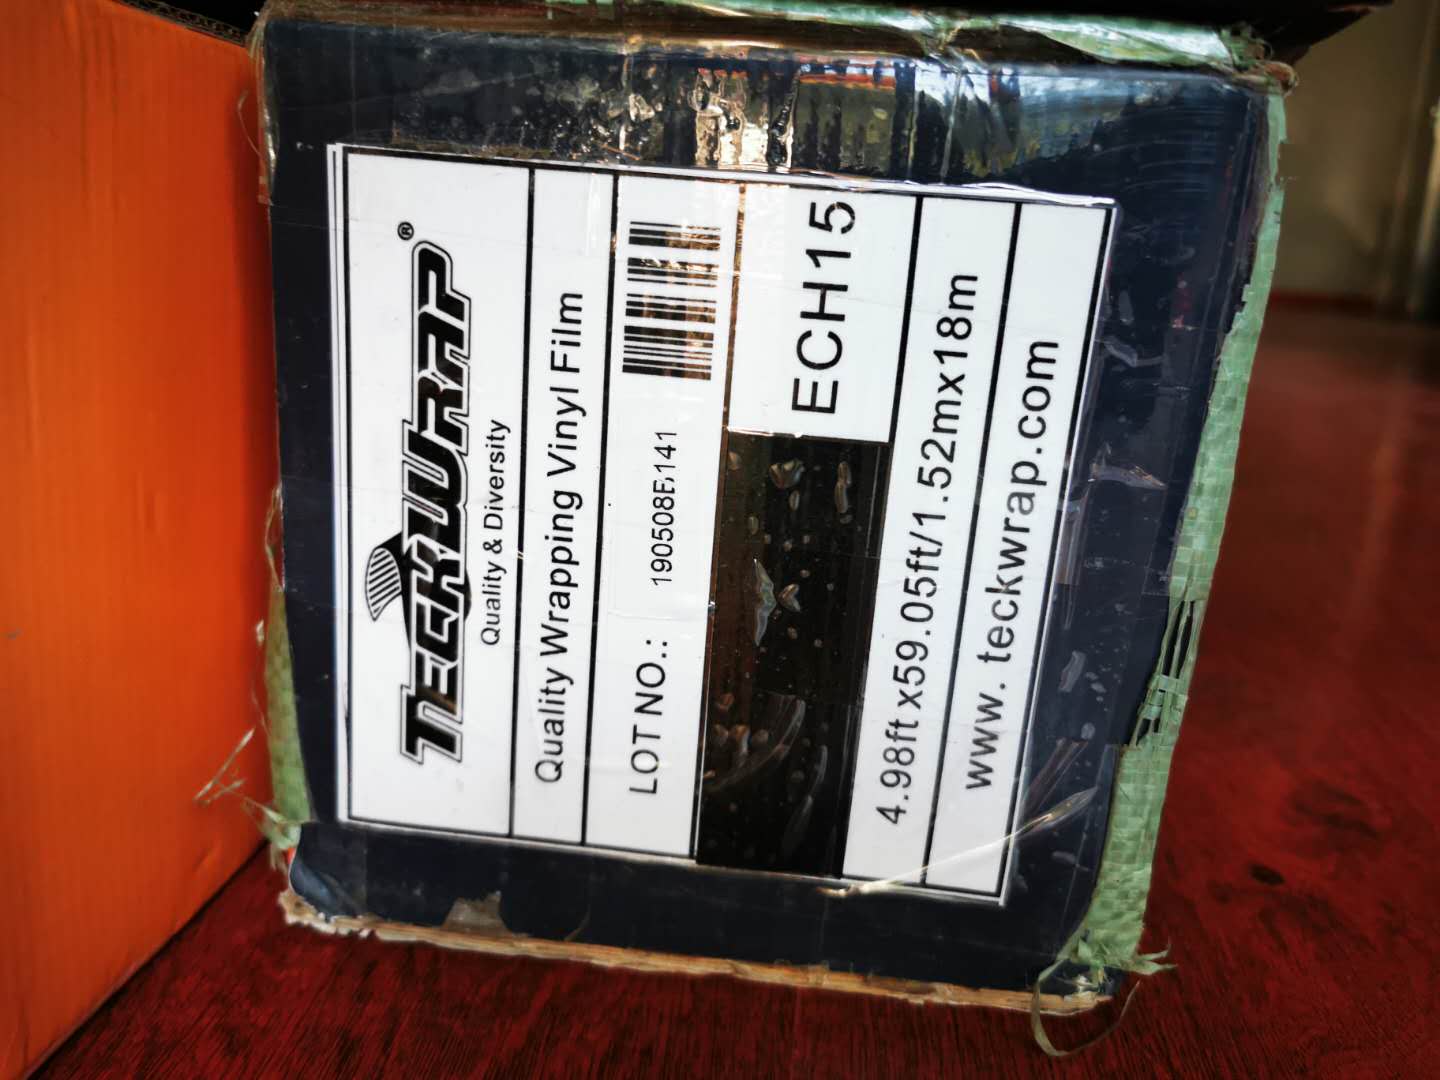 TECKWRAP®
Quality & Diversity
Quality Wrapping Vinyl Film
LOT NO.: 190508E141
ECH15
4.98ft x59.05ft/1.52mx18m
www. teckwrap.com